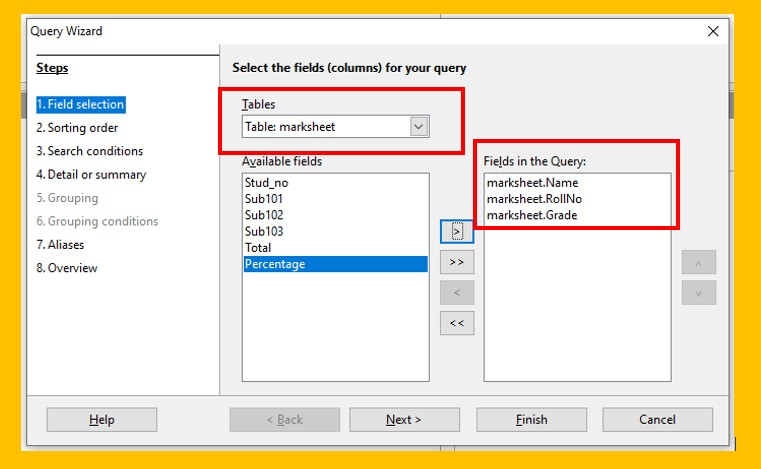 Query Wizard
Steps
1. Field selection
2. Sorting order
3. Search conditions
4. Detail or summary
5. Grouping
6. Grouping conditions
7. Aliases
8. Overview
Select the fields (columns) for your query
Tables
Table: marksheet
Available fields
Stud_no
Sub101
Sub102
Sub103
Total
Percentage
>
>>
<
<<
Fields in the Query:
marksheet.Name
marksheet.RollNo
marksheet.Grade
Help
< Back
Next >
Finish
Cancel